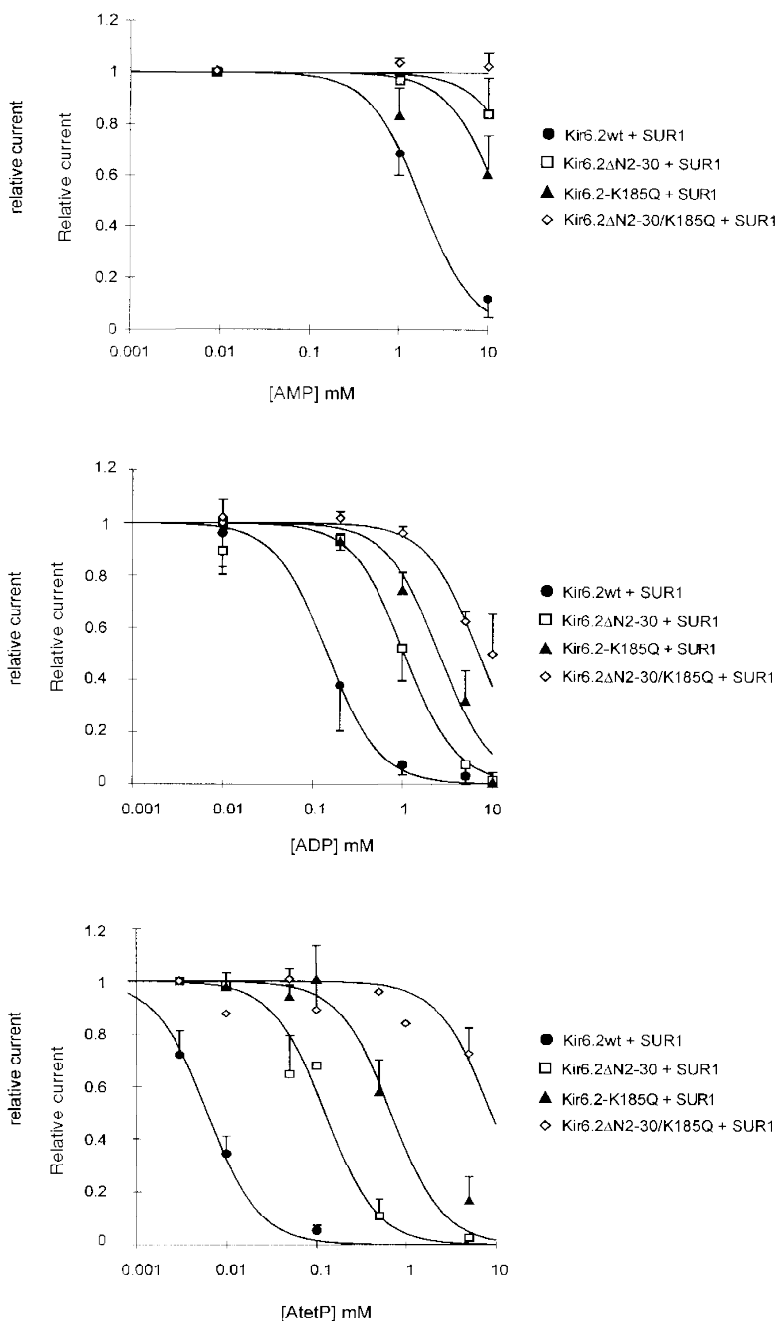 1.2
1
0.8
0.6
0.4
0.2
0
relative current
Relative current
0.001
0.01
0.1
1
10
[AMP] mM
Kir6.2wt + SUR1
Kir6.2ΔN2-30 + SUR1
Kir6.2-K185Q + SUR1
Kir6.2ΔN2-30/K185Q + SUR1
1.2
1
0.8
0.6
0.4
0.2
0
relative current
Relative current
0.001
0.01
0.1
1
10
[ADP] mM
Kir6.2wt + SUR1
Kir6.2ΔN2-30 + SUR1
Kir6.2-K185Q + SUR1
Kir6.2ΔN2-30/K185Q + SUR1
1.2
1
0.8
0.6
0.4
0.2
0
relative current
Relative current
0.001
0.01
0.1
1
10
[AtetP] mM
Kir6.2wt + SUR1
Kir6.2ΔN2-30 + SUR1
Kir6.2-K185Q + SUR1
Kir6.2ΔN2-30/K185Q + SUR1